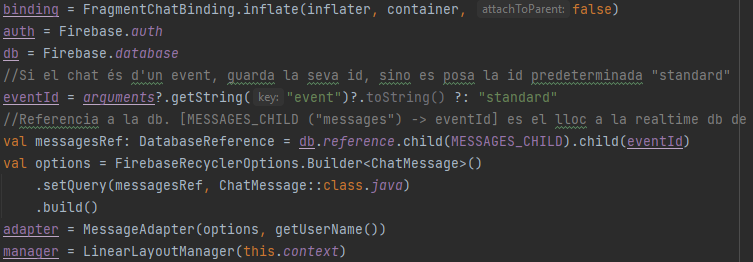 binding = FragmentChatBinding.inflate(inflater, container, attachToParent: false)
auth = Firebase.auth
db = Firebase.database
//Si el chat és d'un event, guarda la seva id, sino es posa la id predeterminada "standard"
eventId = arguments?.getString( key: "event")?.toString() ?: "standard"
//Referencia a la db. [MESSAGES_CHILD ("messages") -> eventId] es el lloc a la realtime db de
val messagesRef: DatabaseReference = db.reference.child(MESSAGES_CHILD).child(eventId)
val options = FirebaseRecyclerOptions.Builder<ChatMessage>()
    .setQuery(messagesRef, ChatMessage::class.java)
    .build()
adapter = MessageAdapter(options, getUserName())
manager = LinearLayoutManager(this.context)